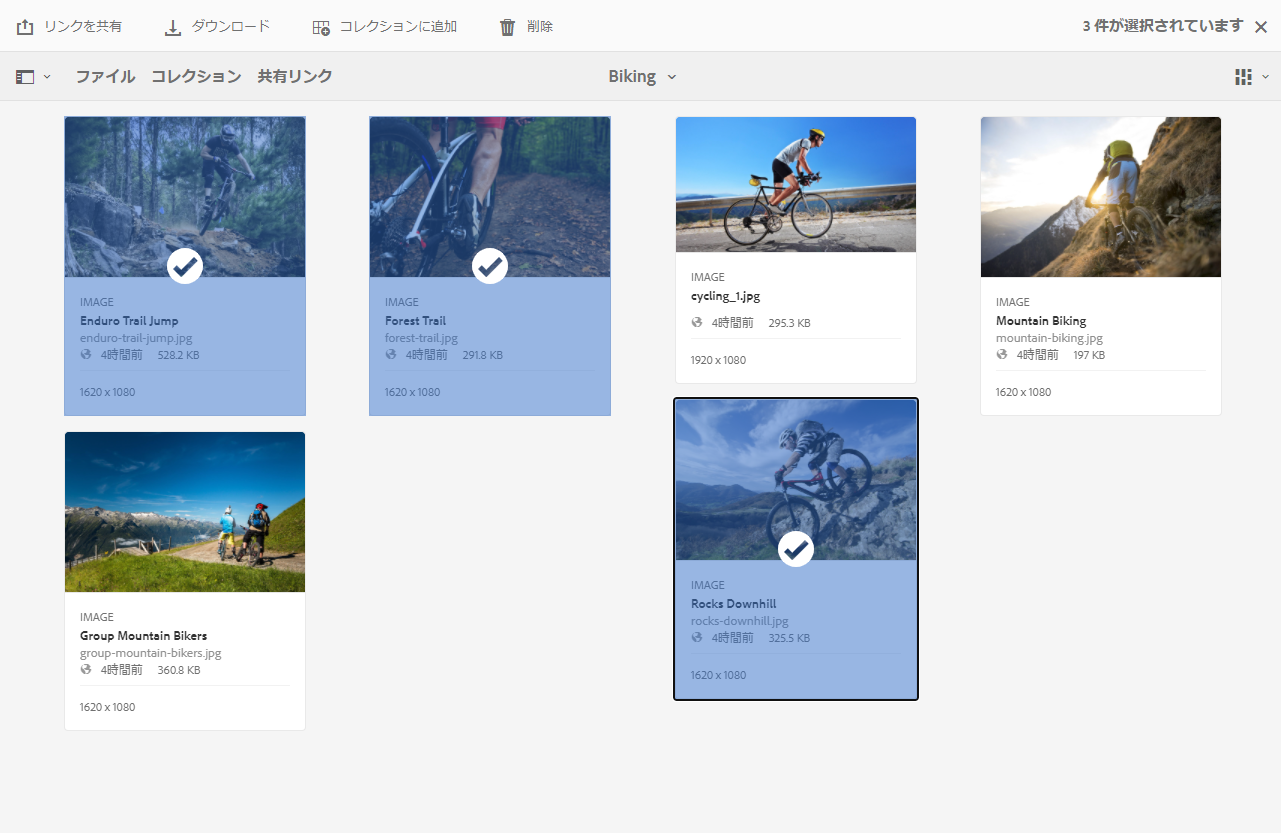 リンクを共有 ダウンロード コレクションに追加 削除 3 件が選択されています
ファイル コレクション 共有リンク Biking
IMAGE
Enduro Trail Jump
enduro-trail-jump.jpg
4時間前 528.2 KB
1620 x 1080
IMAGE
Forest Trail
forest-trail.jpg
4時間前 291.8 KB
1620 x 1080
IMAGE
cycling_1.jpg
4時間前 295.3 KB
1920 x 1080
IMAGE
Mountain Biking
mountain-biking.jpg
4時間前 197 KB
1620 x 1080
IMAGE
Group Mountain Bikers
group-mountain-bikers.jpg
4時間前 360.8 KB
1620 x 1080
IMAGE
Rocks Downhill
rocks-downhill.jpg
4時間前 325.5 KB
1620 x 1080